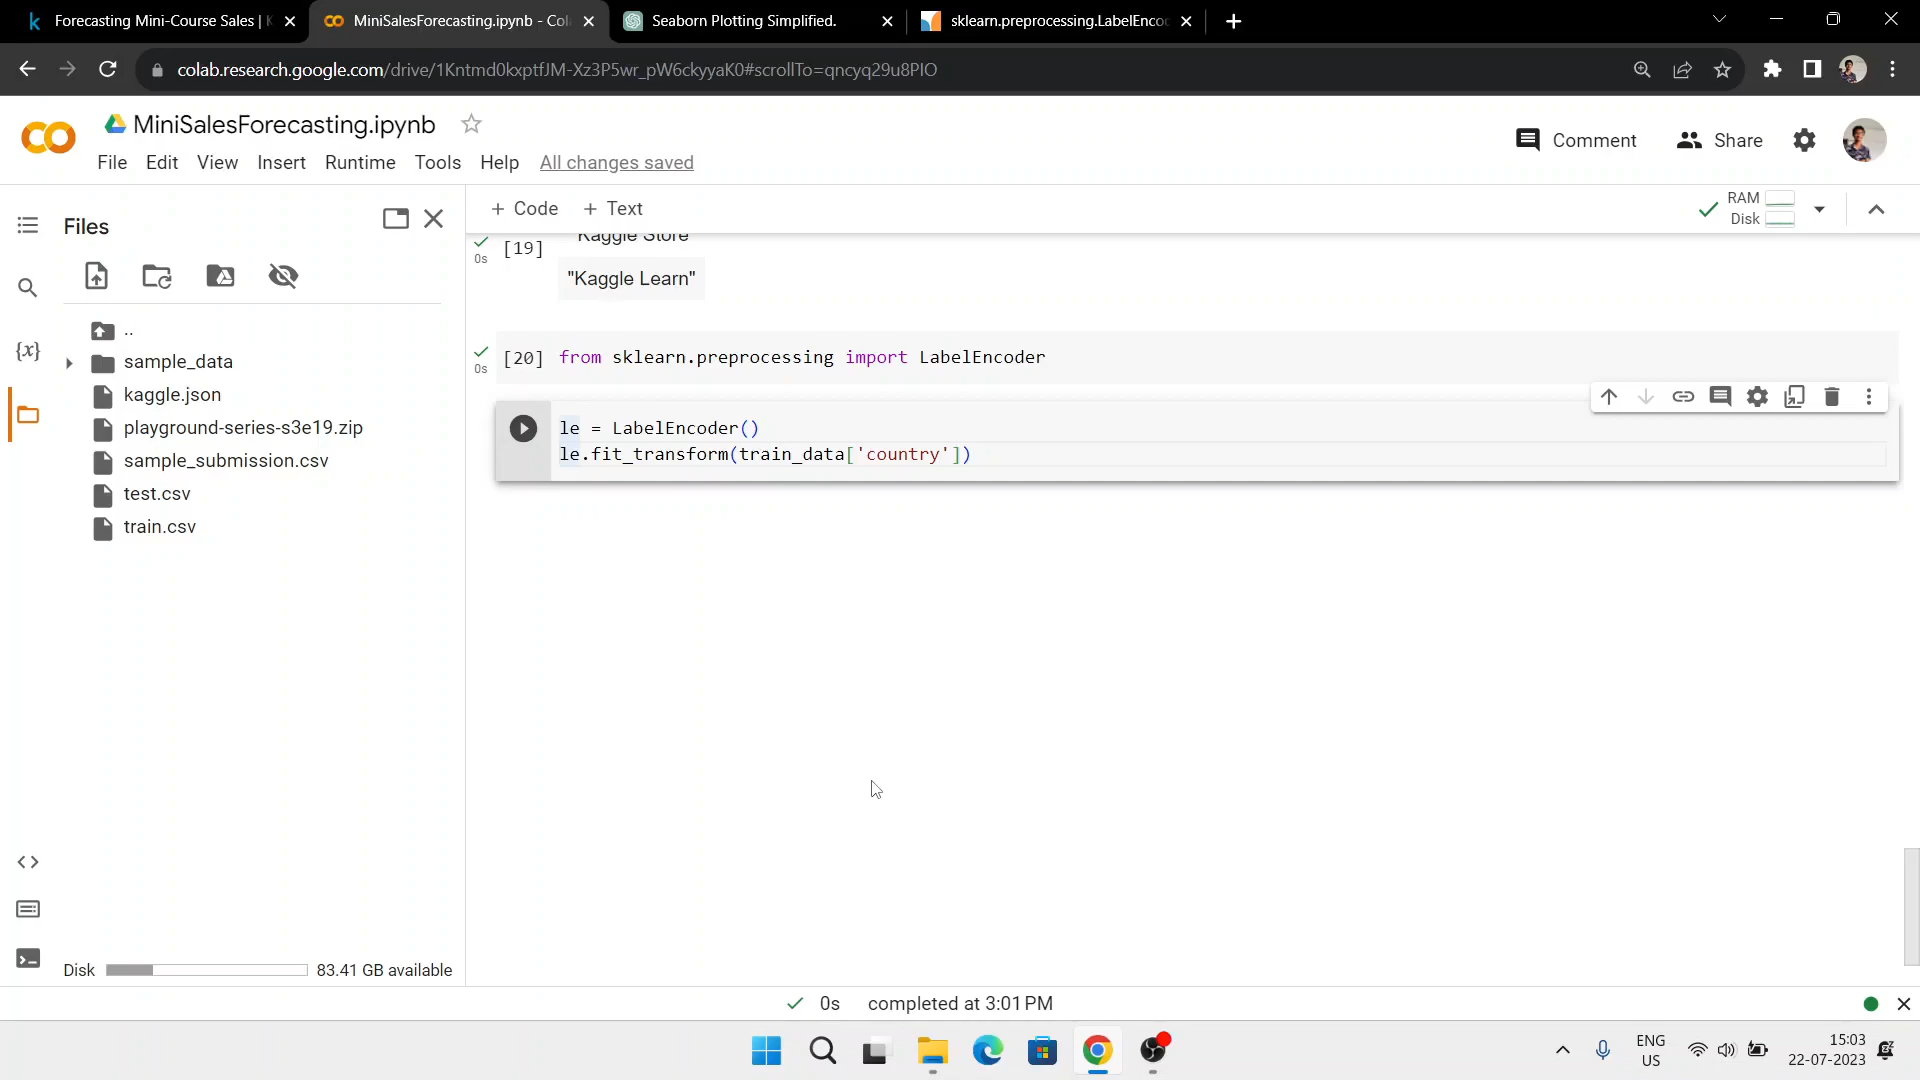 Forecasting Mini-Course Sales | K
MiniSalesForecasting.ipynb - Col
Seaborn Plotting Simplified.
sklearn.preprocessing.LabelEncod
colab.research.google.com/drive/1Kntmd0kxptfJM-Xz3P5wr_pW6ckyyaK0#scrollTo=qncyq29u8PIO
MiniSalesForecasting.ipynb
Comment
Share
File Edit View Insert Runtime Tools Help All changes saved
Files
+ Code + Text
RAM
Disk
[19]
0s
Kaggle Store
"Kaggle Learn"
..
sample_data
kaggle.json
playground-series-s3e19.zip
sample_submission.csv
test.csv
train.csv
{x}
[20] from sklearn.preprocessing import LabelEncoder
0s
le = LabelEncoder()
le.fit_transform(train_data['country'])
Disk 83.41 GB available
0s completed at 3:01 PM
ENG
US
15:03
22-07-2023